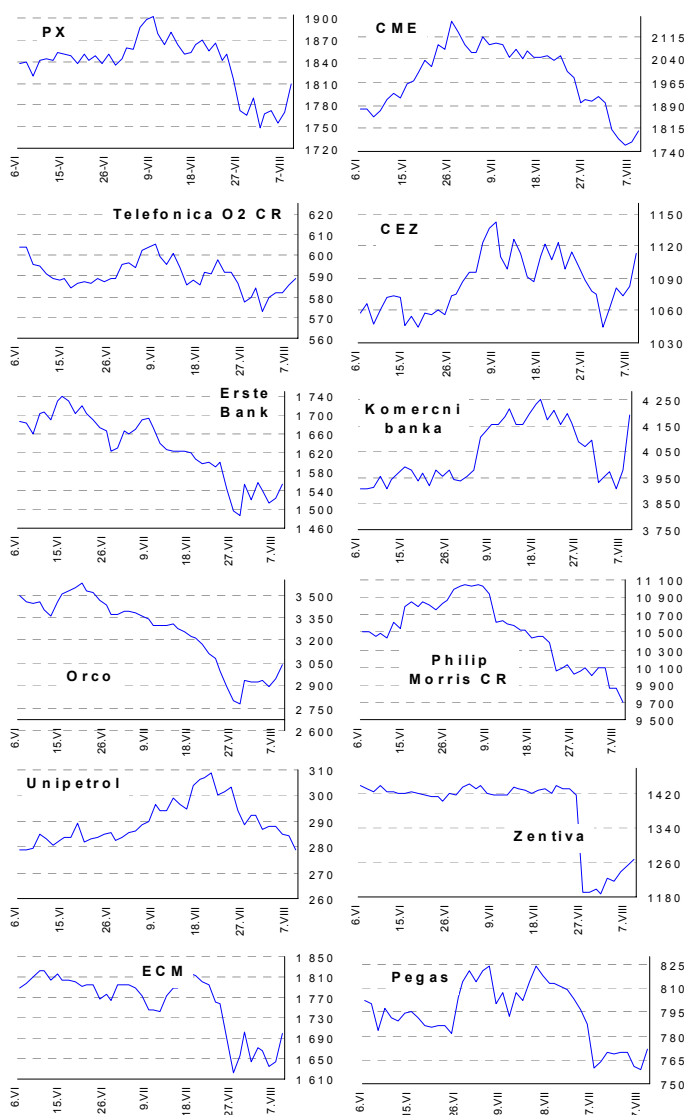 PX
1900
1870
1840
1810
1780
1750
1720
6-VI
15-VI
26-VI
9-VII
18-VII
27-VII
7-VIII
CME
2115
2040
1965
1890
1815
1740
6.VI
15.VI
26.VI
9.VII
18.VII
27.VII
7.VIII
Telefonica O2 CR
620
610
600
590
580
570
560
6.VI
15.VI
26.VI
9.VII
18.VII
27.VII
7.VIII
CEZ
1150
1120
1090
1060
1030
6.VI
15.VI
26.VI
9.VII
18.VII
27.VII
7.VIII
Erste
Bank
1 740
1 700
1 660
1 620
1 580
1 540
1 500
1 460
6.VI
15.VI
26.VI
9.VII
18.VII
27.VII
7.VIII
Komercni
banka
4 250
4 150
4 050
3 950
3 850
3 750
6.VI
15.VI
26.VI
9.VII
18.VII
27.VII
7.VIII
Orco
3 500
3 350
3 200
3 050
2 900
2 750
2 600
6.VI
15.VI
26.VI
9.VII
18.VII
27.VII
7.VIII
Philip
Morris CR
11 100
10 900
10 700
10 500
10 300
10 100
9 900
9 700
9 500
6.VI
15.VI
26.VI
9.VII
18.VII
27.VII
7.VIII
Unipetrol
310
300
290
280
270
260
6.VI
15.VI
26.VI
9.VII
18.VII
27.VII
7.VIII
Zentiva
1420
1340
1260
1180
6.VI
15.VI
26.VI
9.VII
18.VII
27.VII
7.VIII
ECM
1 850
1 810
1 770
1 730
1 690
1 650
1 610
6.VI
15.VI
26.VI
9.VII
18.VII
27.VII
7.VIII
Pegas
825
810
795
780
765
750
6.VI
15.VI
26.VI
9.VII
8.VII
27.VII
7.VIII